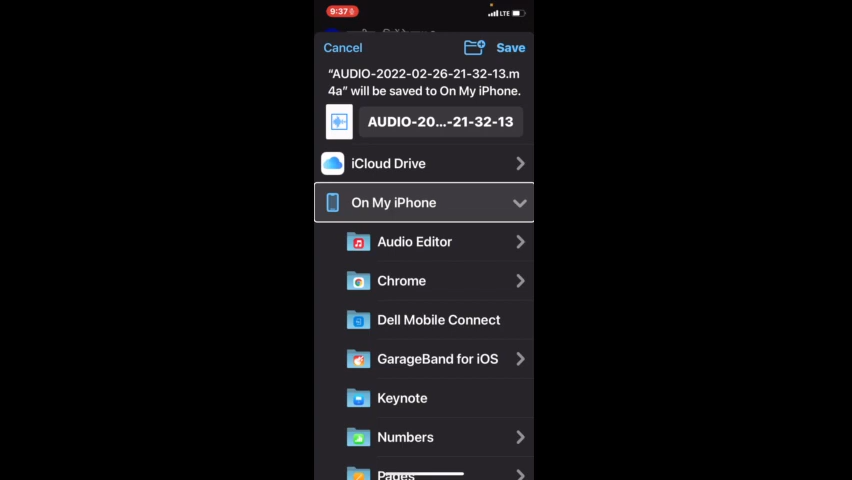 9:37
LTE
Cancel
Save
“AUDIO-2022-02-26-21-32-13.m
4a” will be saved to On My iPhone.
AUDIO-20...-21-32-13
iCloud Drive
On My iPhone
Audio Editor
Chrome
Dell Mobile Connect
GarageBand for iOS
Keynote
Numbers
Pages